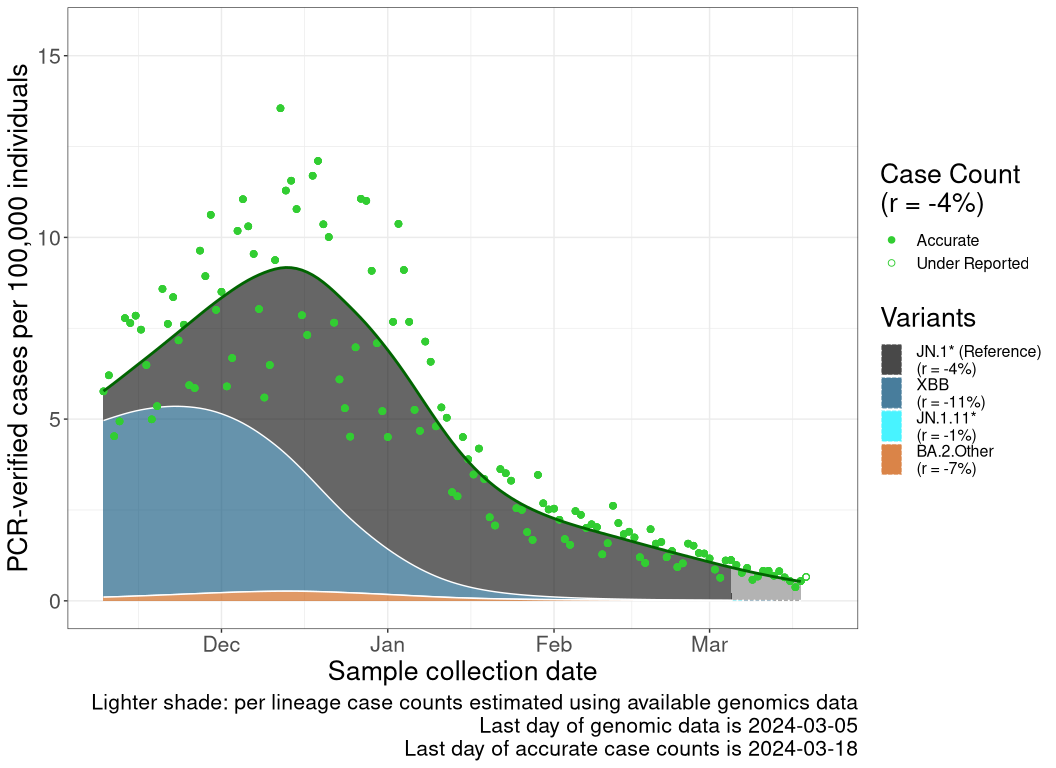 15
10
5
0
PCR-verified cases per 100,000 individuals
Dec
Jan
Feb
Mar
Sample collection date
Lighter shade: per lineage case counts estimated using available genomics data
Last day of genomic data is 2024-03-05
Last day of accurate case counts is 2024-03-18
Case Count
(r = -4%)
Accurate
Under Reported
Variants
JN.1* (Reference)
(r = -4%)
XBB
(r = -11%)
JN.1.11*
(r = -1%)
BA.2.Other
(r = -7%)